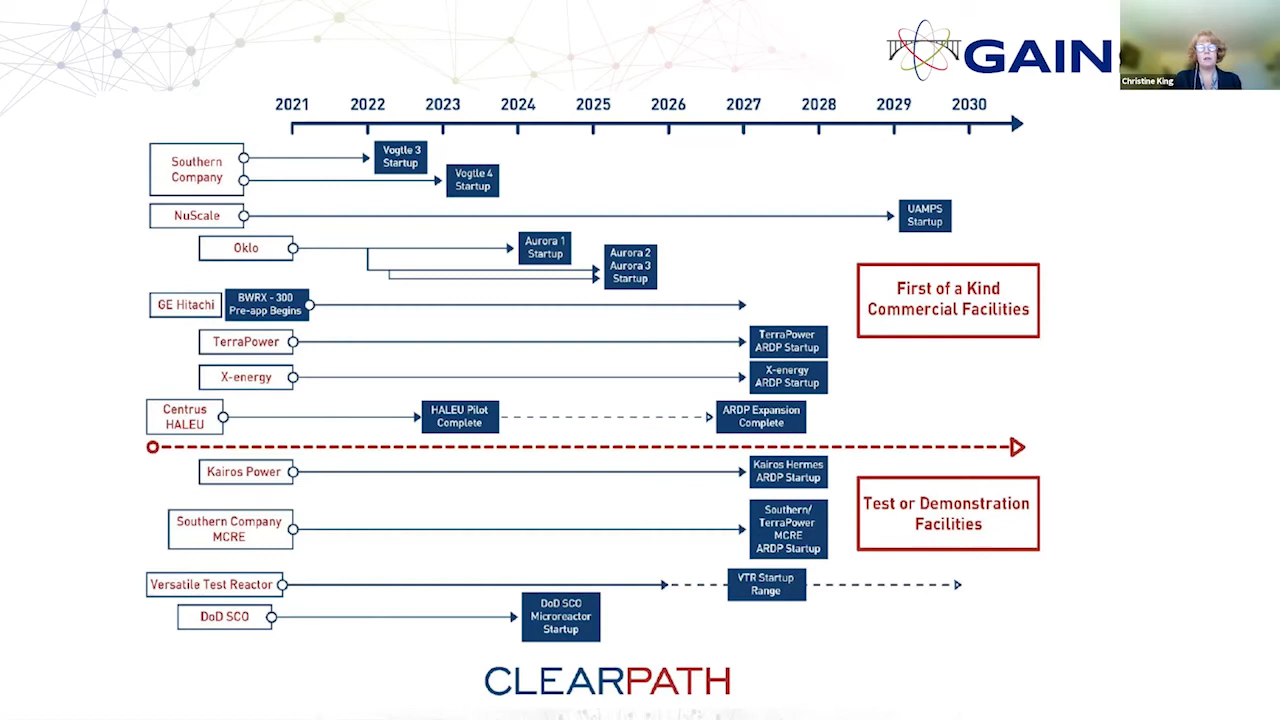 GAIN
Christine King
2021 2022 2023 2024 2025 2026 2027 2028 2029 2030
Southern
Company
Vogtle 3
Startup
Vogtle 4
Startup
NuScale
UAMPS
Startup
Oklo
Aurora 1
Startup
Aurora 2
Aurora 3
Startup
First of a Kind
Commercial Facilities
GE Hitachi
BWRX - 300
Pre-app Begins
TerraPower
TerraPower
ARDP Startup
X-energy
X-energy
ARDP Startup
Centrus
HALEU
HALEU Pilot
Complete
ARDP Expansion
Complete
Kairos Power
Kairos Hermes
ARDP Startup
Test or Demonstration
Facilities
Southern Company
MCRE
Southern/
TerraPower
MCRE
ARDP Startup
Versatile Test Reactor
VTR Startup
Range
DoD SCO
DoD SCO
Microreactor
Startup
CLEARPATH